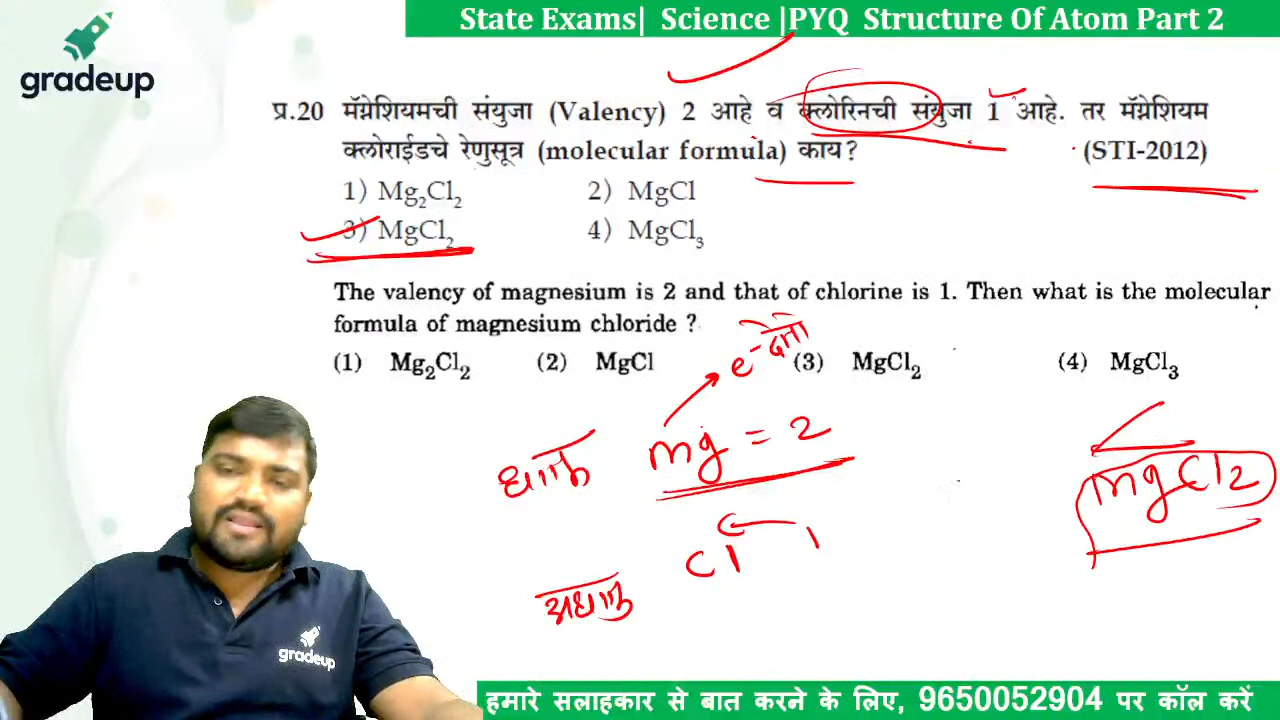 State Exams| Science |PYQ Structure Of Atom Part 2
gradeup
प्र.20 मॅग्नेशियमची संयुजा (Valency) 2 आहे व क्लोरिनची संयुजा 1 आहे. तर मॅग्नेशियम
क्लोराईडचे रेणुसूत्र (molecular formula) काय? (STI-2012)
1) Mg₂Cl₂ 2) MgCl
3) MgCl₂ 4) MgCl₃
The valency of magnesium is 2 and that of chlorine is 1. Then what is the molecular
formula of magnesium chloride ?
(1) Mg₂Cl₂ (2) MgCl (3) MgCl₂ (4) MgCl₃
e⁻ दाता
धातू mg = 2
mgCl2
Cl 1
अधातू
gradeup
हमारे सलाहकार से बात करने के लिए, 9650052904 पर कॉल करें